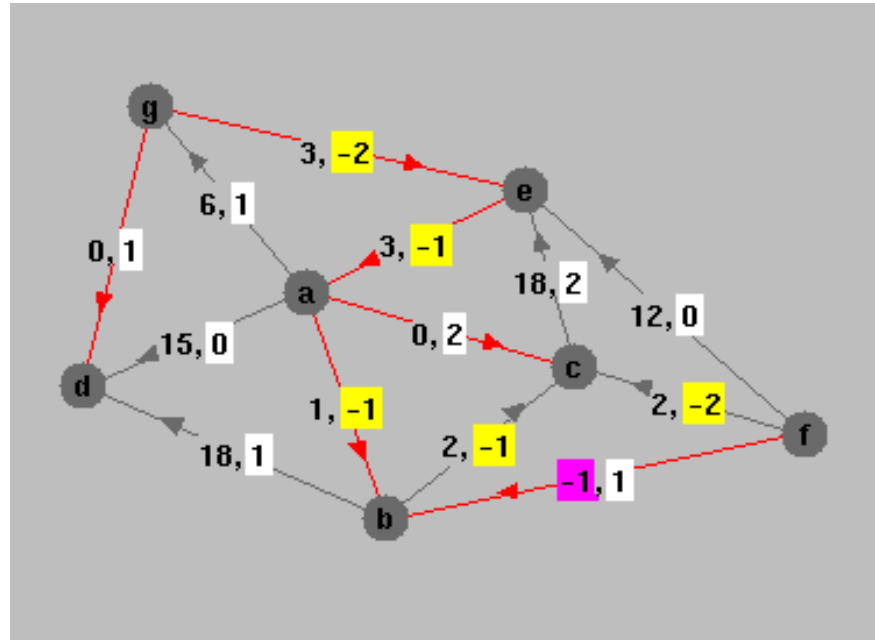 g
3, -2
e
6, 1
3, -1
0, 1
18, 2
a
12, 0
15, 0
0, 2
c
d
1, -1
2, -2
f
18, 1
2, -1
-1, 1
b